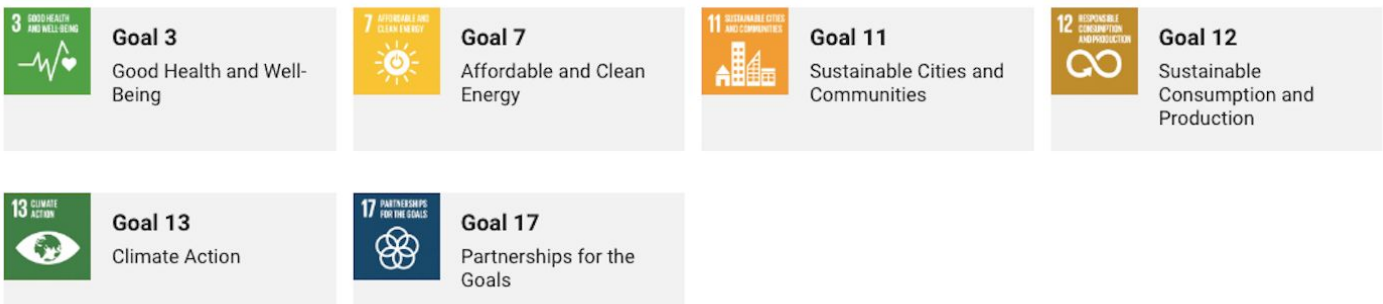 3 GOOD HEALTH
AND WELL-BEING
Goal 3
Good Health and Well-
Being
7 AFFORDABLE AND
CLEAN ENERGY
Goal 7
Affordable and Clean
Energy
11 SUSTAINABLE CITIES
AND COMMUNITIES
Goal 11
Sustainable Cities and
Communities
12 RESPONSIBLE
CONSUMPTION
AND PRODUCTION
Goal 12
Sustainable
Consumption and
Production
13 CLIMATE
ACTION
Goal 13
Climate Action
17 PARTNERSHIPS
FOR THE GOALS
Goal 17
Partnerships for the
Goals